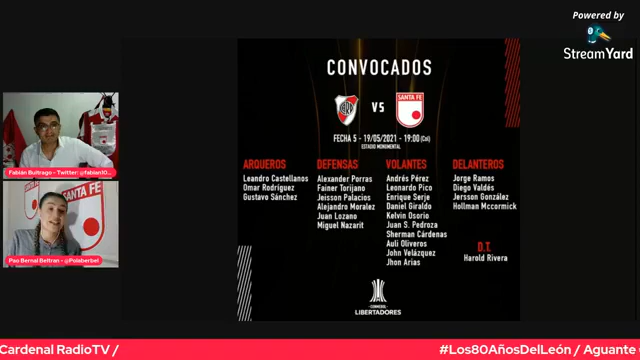 Powered by
StreamYard
CONVOCADOS
VS
SANTA FE
FECHA 5 - 19/05/2021 - 19:00 (Col)
ESTADIO MONUMENTAL
ARQUEROS
Leandro Castellanos
Omar Rodríguez
Gustavo Sánchez
DEFENSAS
Alexander Porras
Fainer Torijano
Jeisson Palacios
Alejandro Moralez
Juan Lozano
Miguel Nazarit
VOLANTES
Andrés Pérez
Leonardo Pico
Enrique Serje
Daniel Giraldo
Kelvin Osorio
Juan S. Pedroza
Sherman Cárdenas
Auli Oliveros
John Velázquez
Jhon Arias
DELANTEROS
Jorge Ramos
Diego Valdés
Jersson González
Hollman Mccormick
D.T.
Harold Rivera
CONMEBOL
LIBERTADORES
Fabián Buitrago - Twitter: @fabian10...
Pao Bernal Beltran - @Polaberbel
Cardenal RadioTV / #Los80AñosDelLeón / Aguante